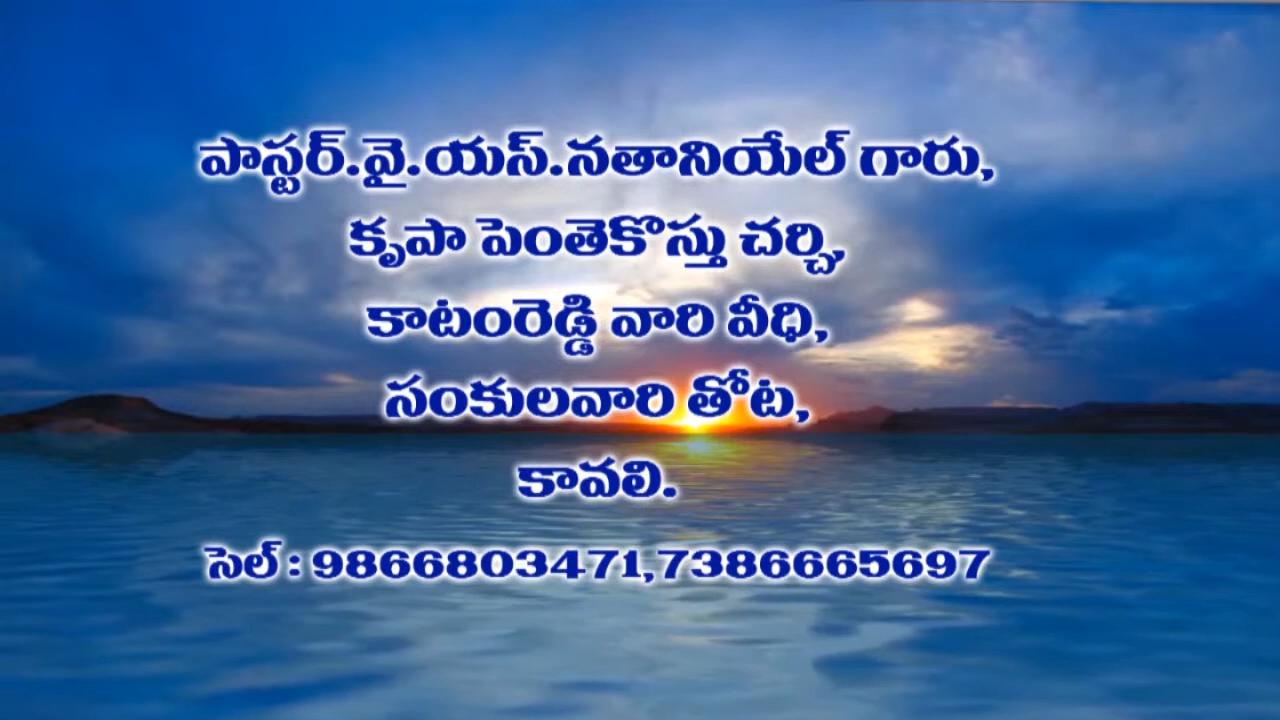 పాస్టర్.వై.యస్.నతానియేల్ గారు,
కృపా పెంతెకొస్తు చర్చి,
కాటంరెడ్డి వారి వీధి,
సంకులవారి తోట,
కావలి.
సెల్ : 9866803471,7386665697